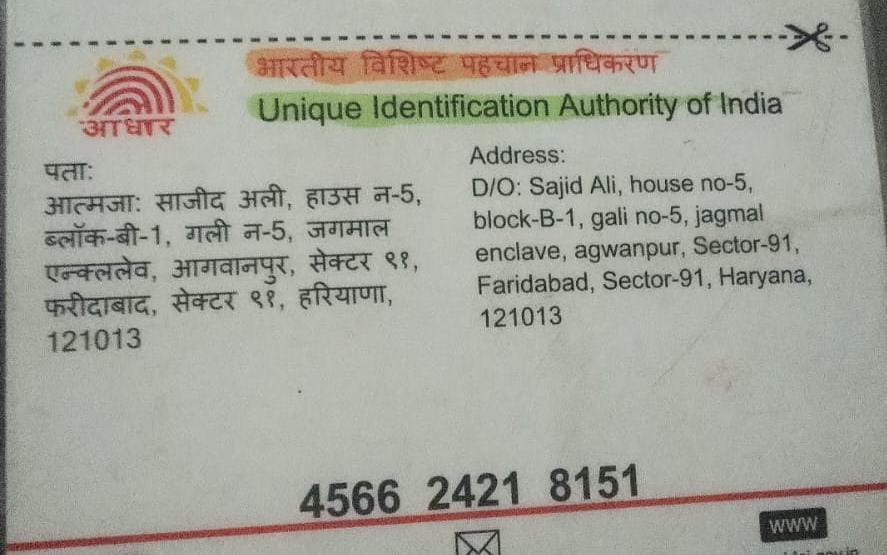 भारतीय विशिष्ट पहचान प्राधिकरण
Unique Identification Authority of India
आधार
पता:
आत्मजा: साजीद अली, हाउस न-5,
ब्लॉक-बी-1, गली न-5, जगमाल
एन्क्ललेव, आगवानपुर, सेक्टर ९१,
फरीदाबाद, सेक्टर ९१, हरियाणा,
121013
Address:
D/O: Sajid Ali, house no-5,
block-B-1, gali no-5, jagmal
enclave, agwanpur, Sector-91,
Faridabad, Sector-91, Haryana,
121013
4566 2421 8151
www